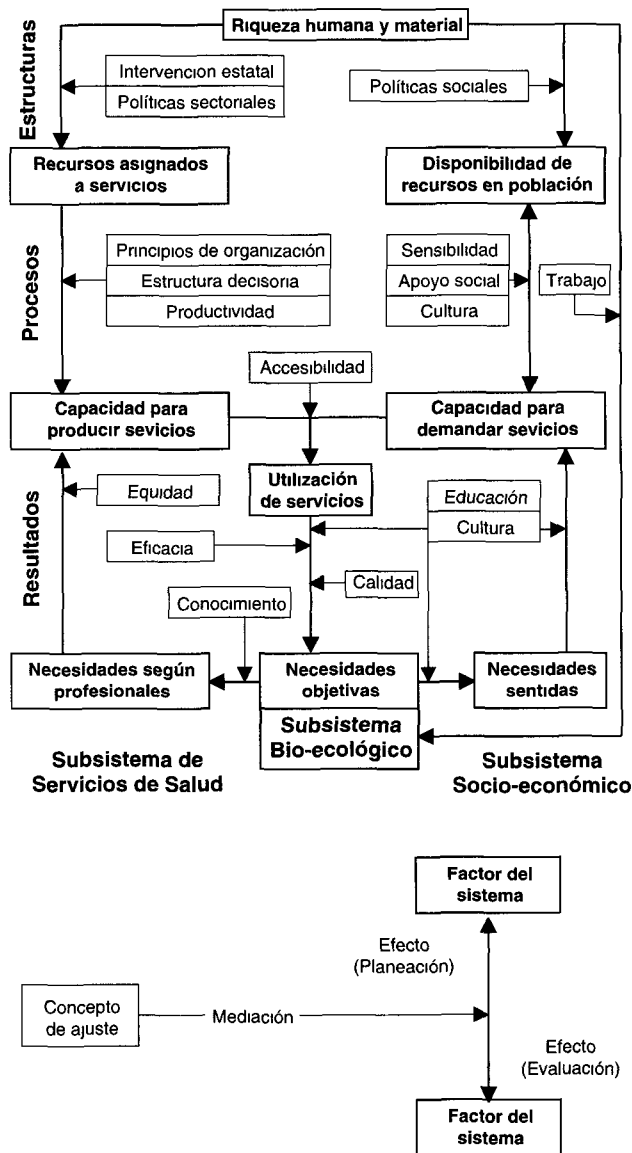 Riqueza humana y material
Estructuras
Intervencion estatal
Políticas sectoriales
Políticas sociales
Recursos asignados
a servicios
Disponibilidad de
recursos en población
Procesos
Principios de organización
Estructura decisoria
Productividad
Sensibilidad
Apoyo social
Cultura
Trabajo
Accesibilidad
Capacidad para
producir sevicios
Capacidad para
demandar sevicios
Utilización
de servicios
Resultados
Equidad
Educación
Cultura
Eficacia
Calidad
Conocimiento
Necesidades según
profesionales
Necesidades
objetivas
Necesidades
sentidas
Subsistema
Bio-ecológico
Subsistema de
Servicios de Salud
Subsistema
Socio-económico
Factor del
sistema
Efecto
(Planeación)
Concepto
de ajuste
Mediación
Efecto
(Evaluación)
Factor del
sistema